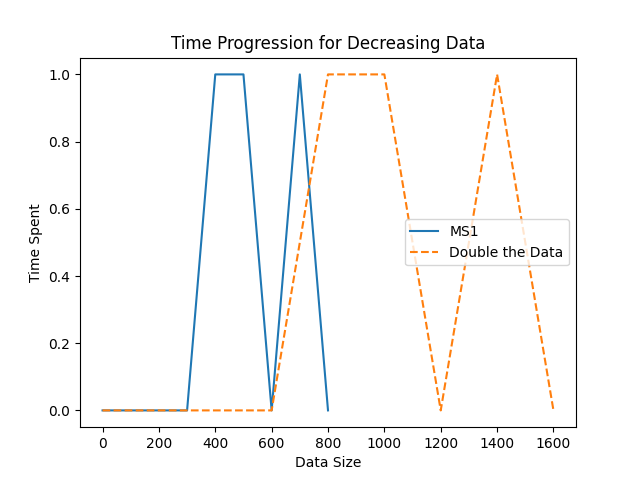 Time Progression for Decreasing Data
1.0
0.8
0.6
0.4
0.2
0.0
Time Spent
MS1
Double the Data
0 200 400 600 800 1000 1200 1400 1600
Data Size